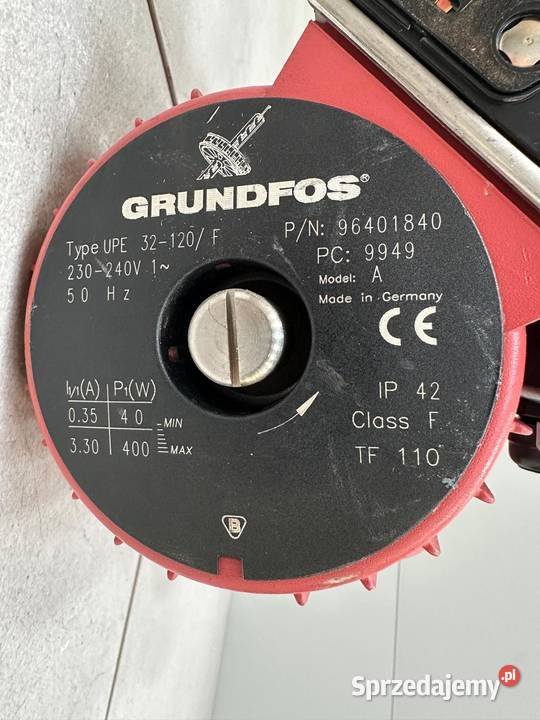 GRUNDFOS®
Type UPE 32-120/ F
230-240V 1~
50 Hz
P/N: 96401840
PC: 9949
Model: A
Made in Germany
CE
I1/1(A) P1(W)
0.35 40 MIN
3.30 400 MAX
IP 42
Class F
TF 110
B
Sprzedajemy.pl